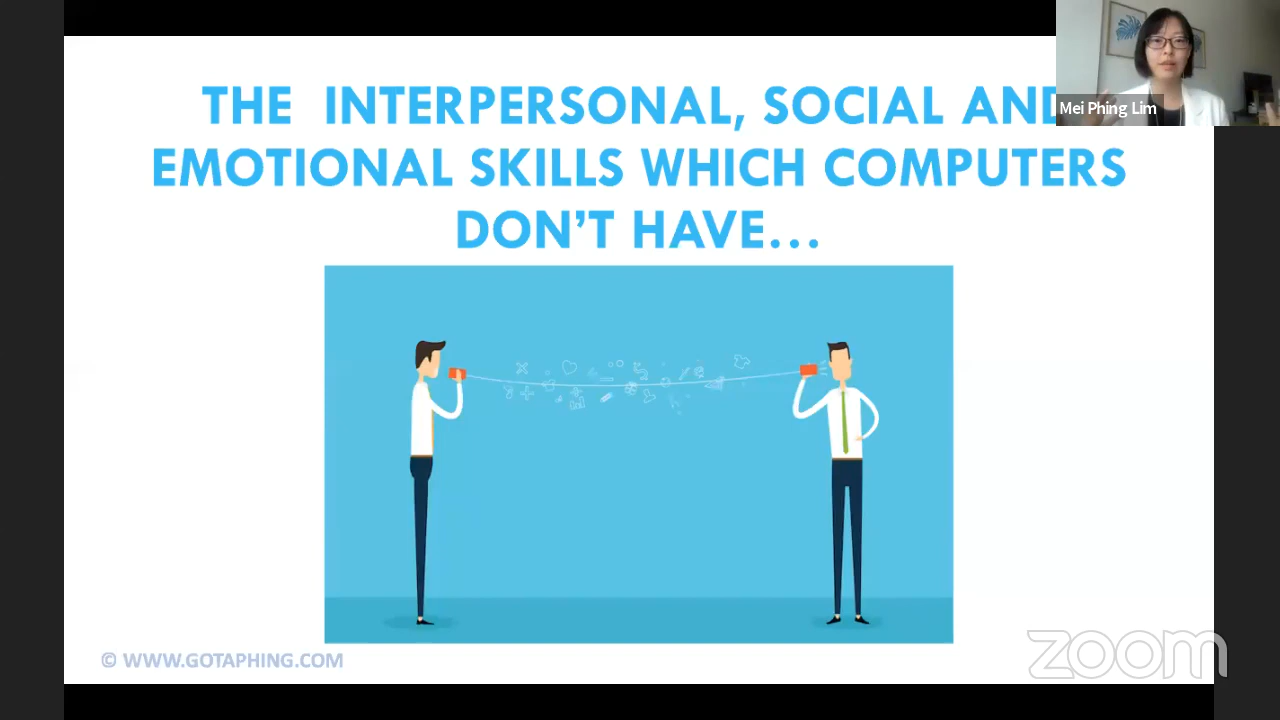 THE INTERPERSONAL, SOCIAL AND
EMOTIONAL SKILLS WHICH COMPUTERS
DON’T HAVE...
Mei Phing Lim
© WWW.GOTAPHING.COM
zoom